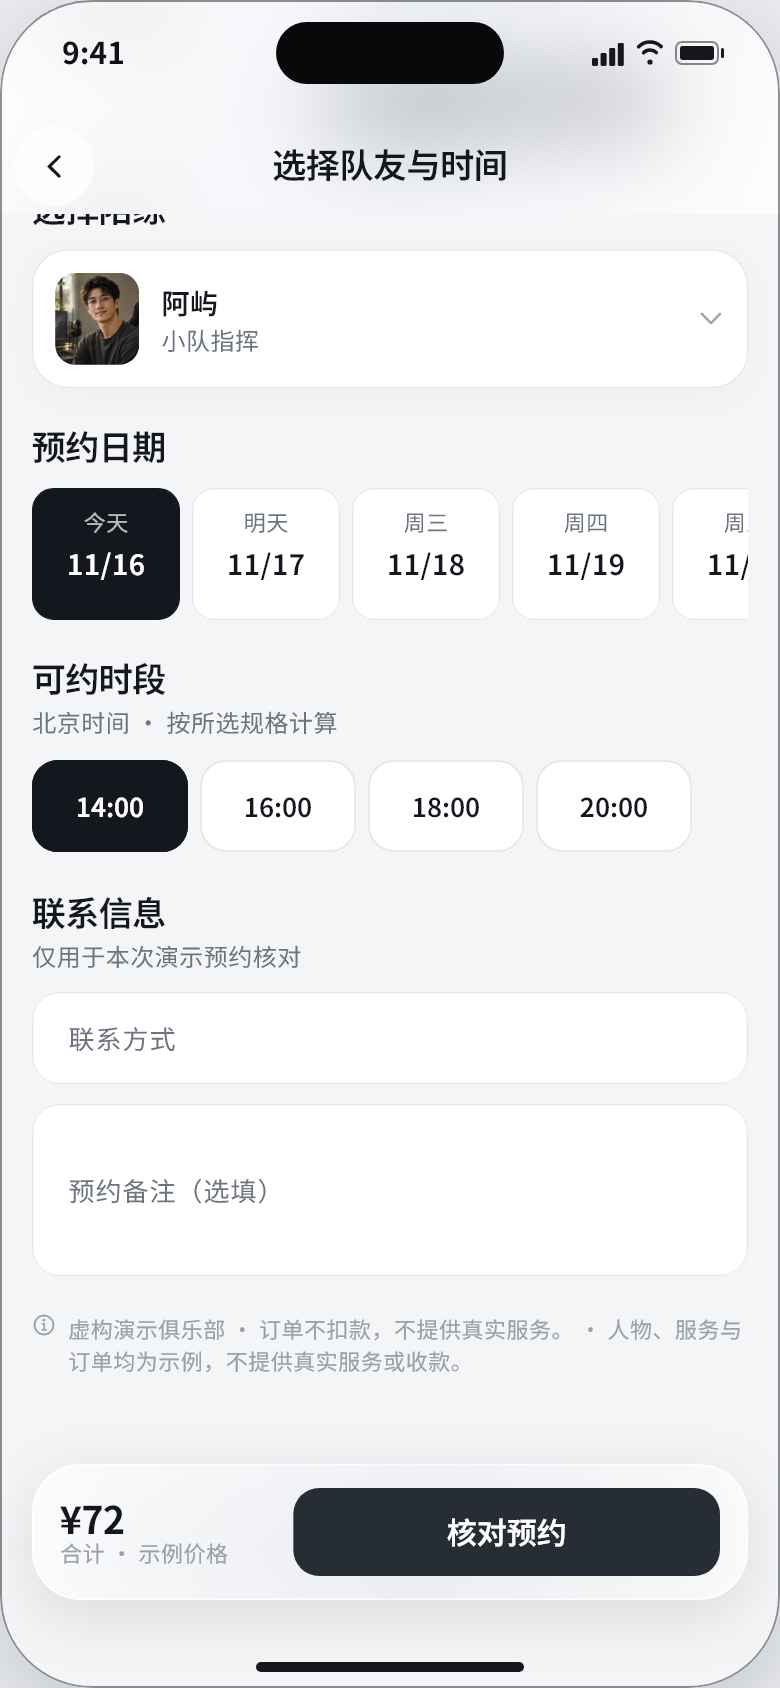 9:41
选择队友与时间
选择陪练
阿屿
小队指挥
预约日期
今天 明天 周三 周四 周
11/16 11/17 11/18 11/19 11/
可约时段
北京时间 · 按所选规格计算
14:00 16:00 18:00 20:00
联系信息
仅用于本次演示预约核对
联系方式
预约备注（选填）
虚构演示俱乐部 · 订单不扣款，不提供真实服务。 · 人物、服务与
订单均为示例，不提供真实服务或收款。
¥72
合计 · 示例价格
核对预约